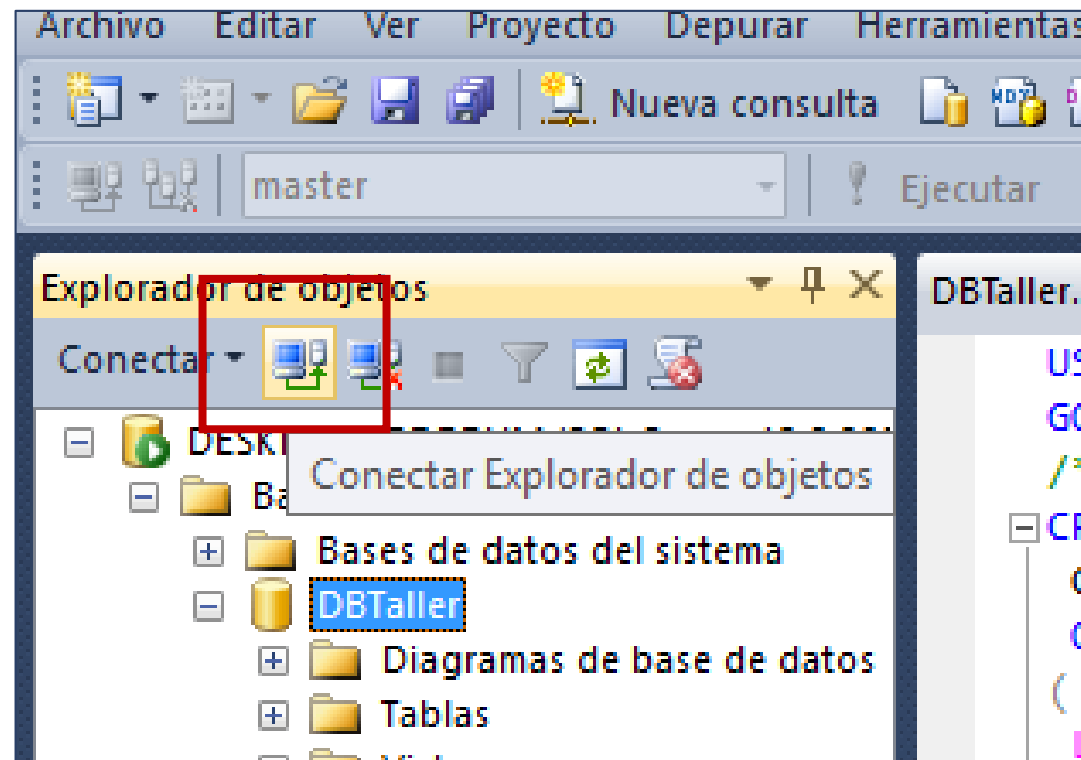 Archivo Editar Ver Proyecto Depurar Herramientas
Nueva consulta
master Ejecutar
Explorador de objetos
DBTaller.
Conectar
Conectar Explorador de objetos
Bases de datos del sistema
DBTaller
Diagramas de base de datos
Tablas
/*
(